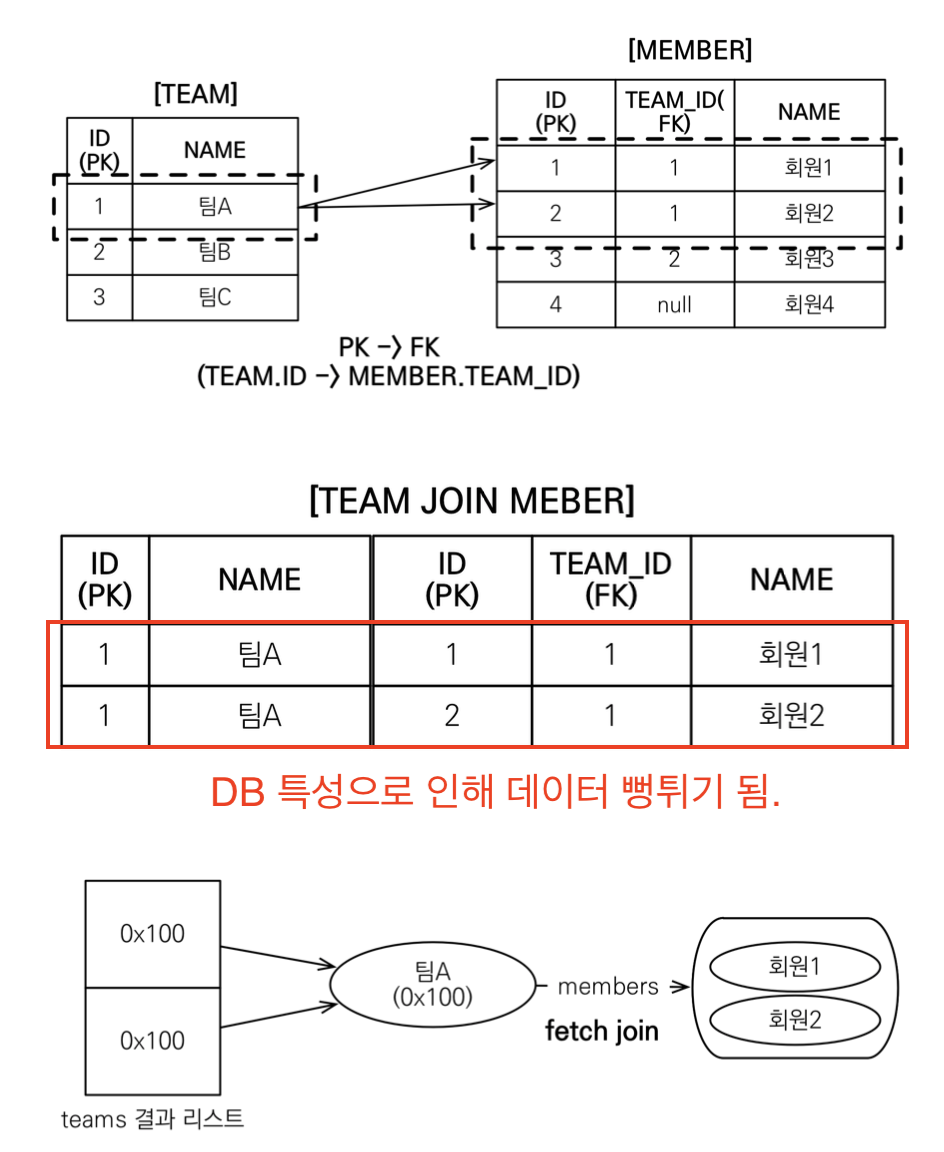 [MEMBER]
[TEAM]
ID
(PK)
NAME
1
팀A
2
팀B
3
팀C
ID
(PK)
TEAM_ID(
FK)
NAME
1
1
회원1
2
1
회원2
3
2
회원3
4
null
회원4
PK -> FK
(TEAM.ID -> MEMBER.TEAM_ID)
[TEAM JOIN MEBER]
ID
(PK)
NAME
ID
(PK)
TEAM_ID
(FK)
NAME
1
팀A
1
1
회원1
1
팀A
2
1
회원2
DB 특성으로 인해 데이터 뻥튀기 됨.
0x100
0x100
teams 결과 리스트
팀A
(0x100)
members
fetch join
회원1
회원2